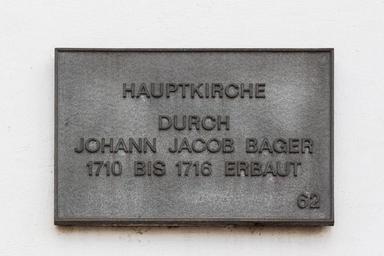 HAUPTKIRCHE
DURCH
JOHANN JACOB BAGER
1710 BIS 1716 ERBAUT
62